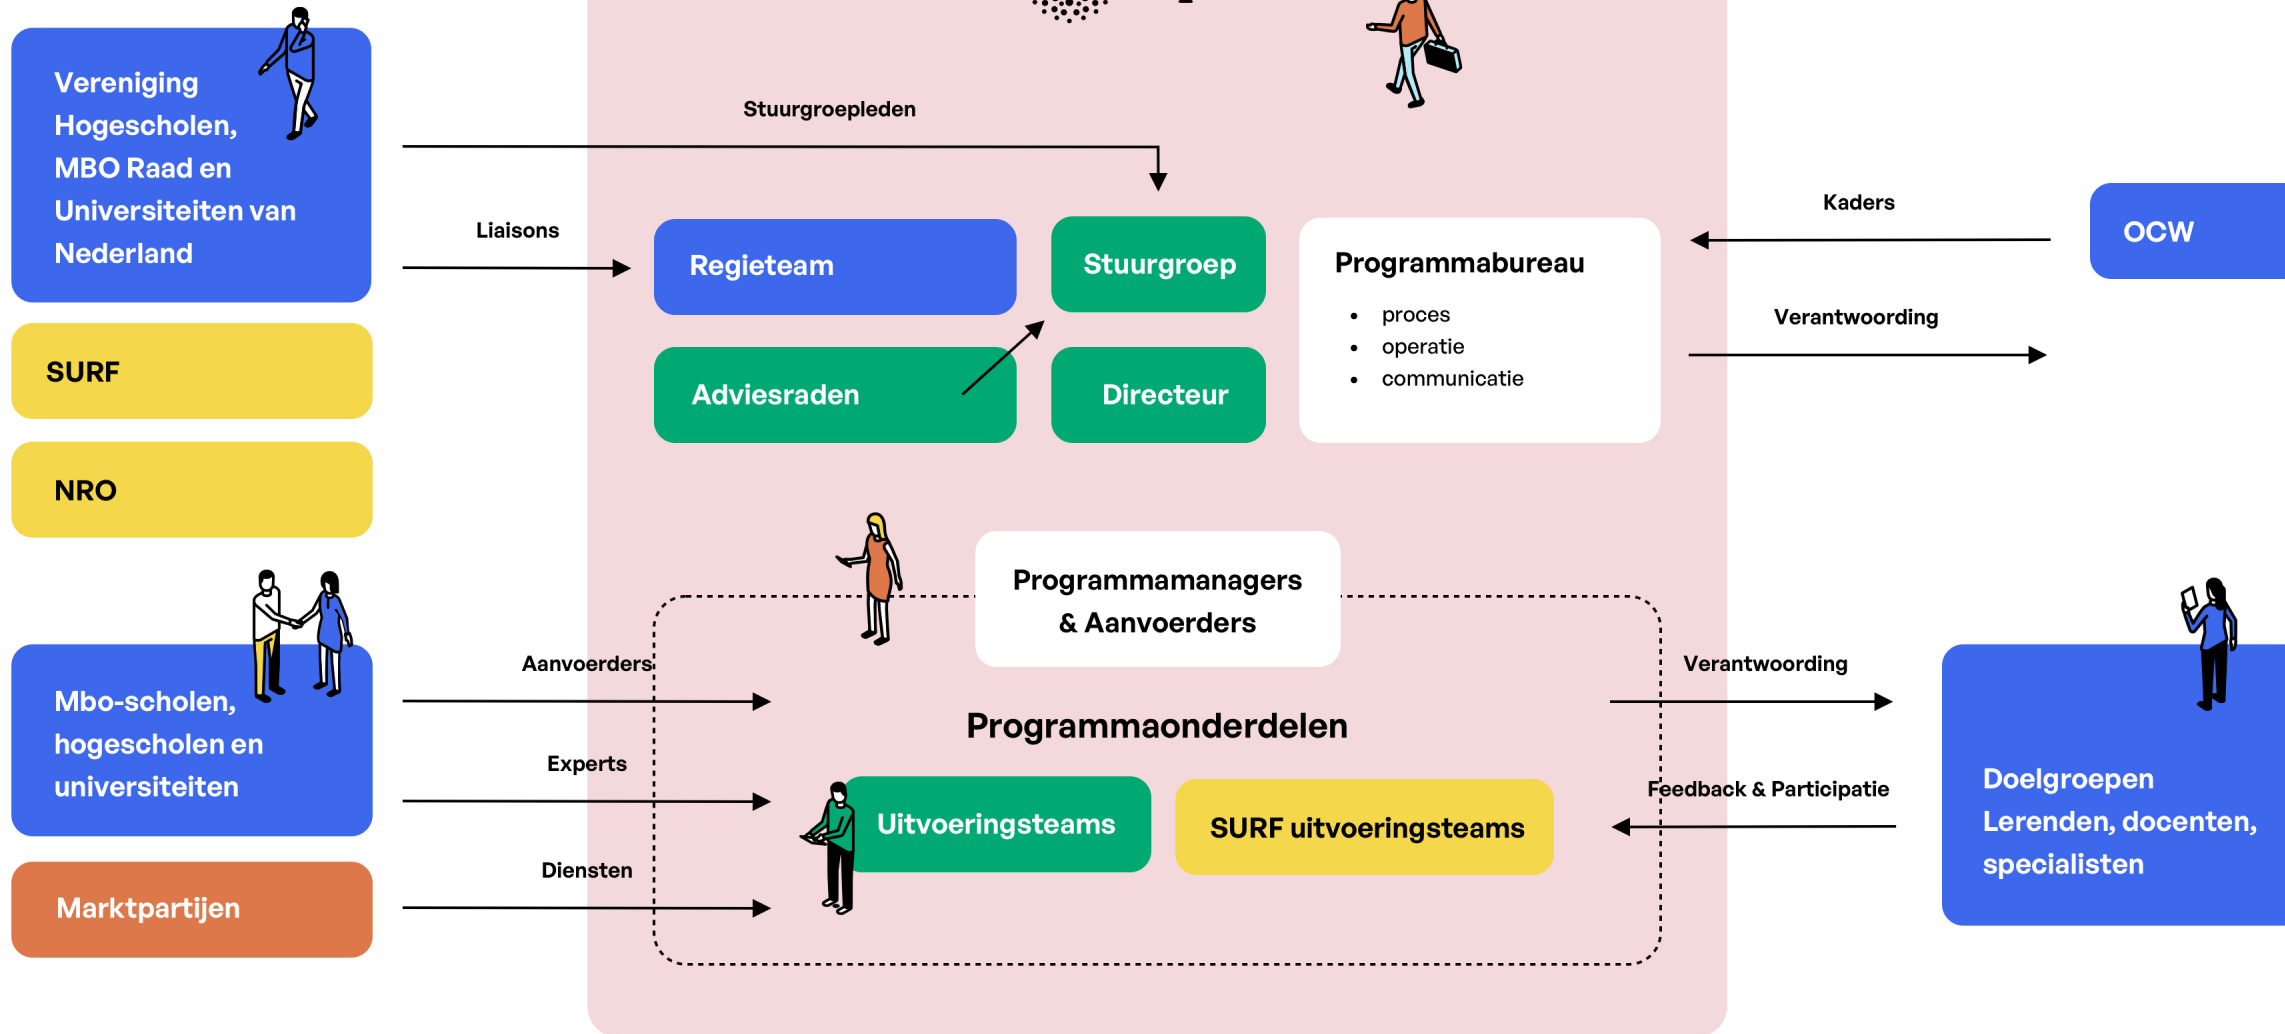 Vereniging
Hogescholen,
MBO Raad en
Universiteiten van
Nederland
SURF
NRO
Mbo-scholen,
hogescholen en
universiteiten
Marktpartijen
Stuurgroepleden
Liaisons
Regieteam
Stuurgroep
Adviesraden
Directeur
Programmabureau
• proces
• operatie
• communicatie
Kaders
Verantwoording
OCW
Programmamanagers
& Aanvoerders
Aanvoerders
Experts
Diensten
Programmaonderdelen
Uitvoeringsteams
SURF uitvoeringsteams
Verantwoording
Feedback & Participatie
Doelgroepen
Lerenden, docenten,
specialisten